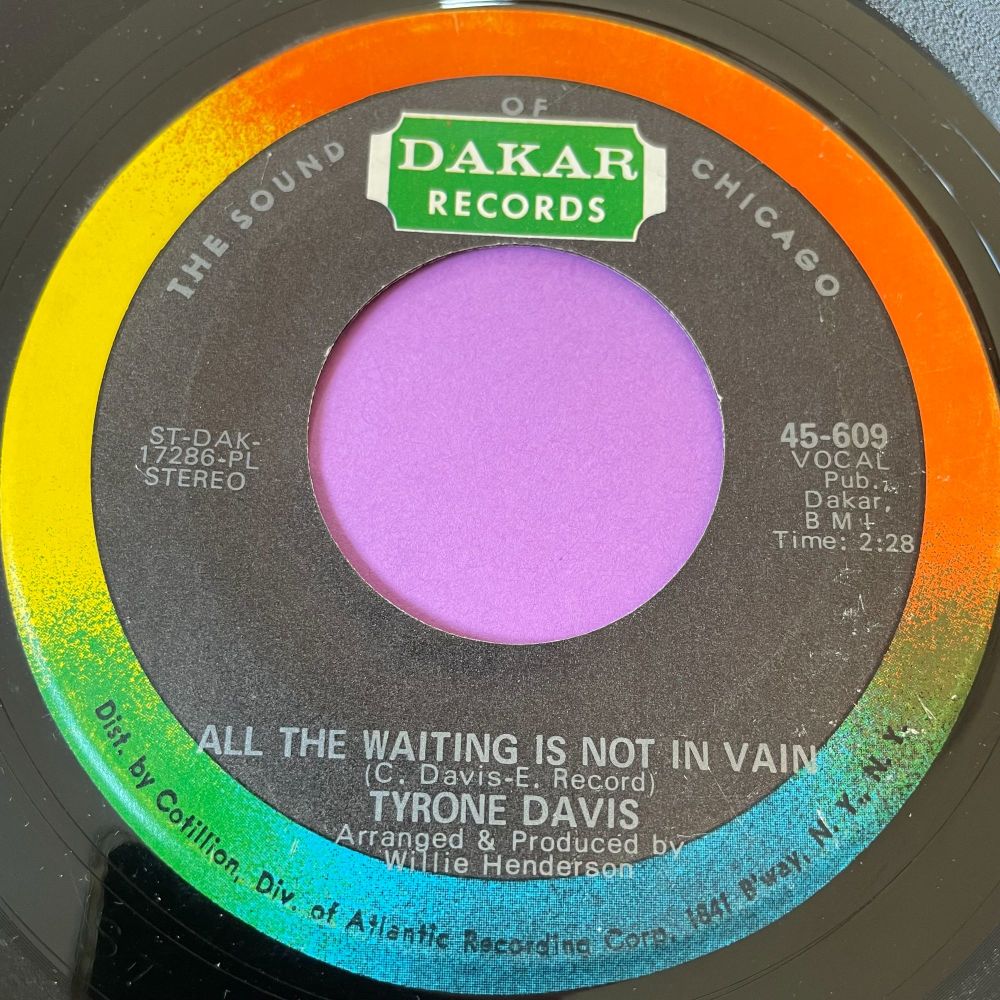 THE SOUND OF CHICAGO
DAKAR
RECORDS
ST-DAK-
17286-PL
STEREO
45-609
VOCAL
Pub.,
Dakar,
BMI
Time: 2:28
ALL THE WAITING IS NOT IN VAIN
(C. Davis-E. Record)
TYRONE DAVIS
Arranged & Produced by
Willie Henderson
Dist. by Cotillion, Div. of Atlantic Recording Corp. 1841 B'way, N. Y., N. Y.